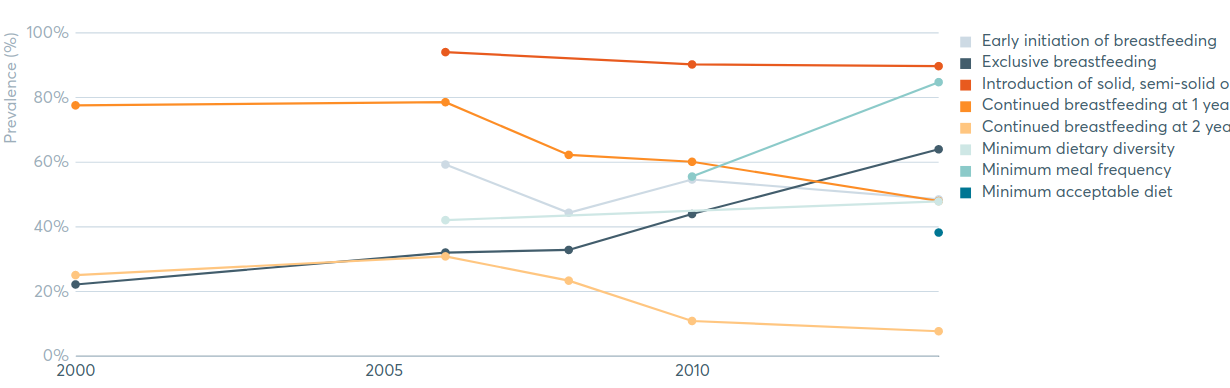 Prevalence (%)
100%
80%
60%
40%
20%
0%
2000
2005
2010
Early initiation of breastfeeding
Exclusive breastfeeding
Introduction of solid, semi-solid o
Continued breastfeeding at 1 yea
Continued breastfeeding at 2 yea
Minimum dietary diversity
Minimum meal frequency
Minimum acceptable diet